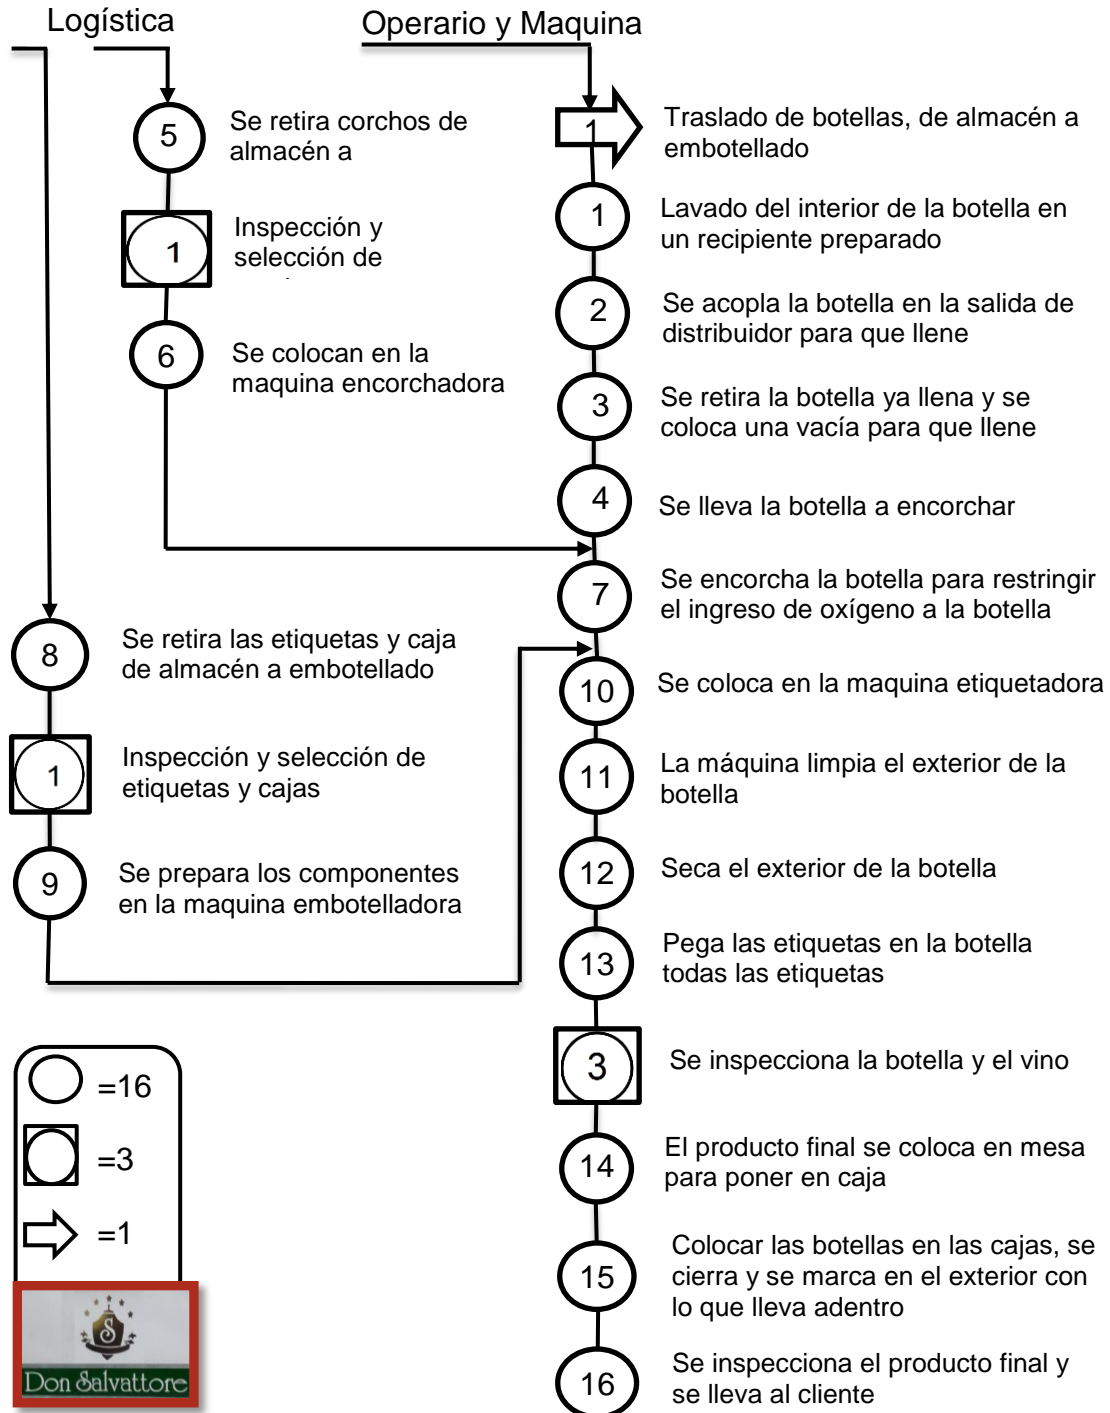 Logística
Operario y Maquina
5
Se retira corchos de
almacén a
1
Inspección y
selección de
6
Se colocan en la
maquina encorchadora
8
Se retira las etiquetas y caja
de almacén a embotellado
1
Inspección y selección de
etiquetas y cajas
9
Se prepara los componentes
en la maquina embotelladora
1
Traslado de botellas, de almacén a
embotellado
1
Lavado del interior de la botella en
un recipiente preparado
2
Se acopla la botella en la salida de
distribuidor para que llene
3
Se retira la botella ya llena y se
coloca una vacía para que llene
4
Se lleva la botella a encorchar
7
Se encorcha la botella para restringir
el ingreso de oxígeno a la botella
10
Se coloca en la maquina etiquetadora
11
La máquina limpia el exterior de la
botella
12
Seca el exterior de la botella
13
Pega las etiquetas en la botella
todas las etiquetas
3
Se inspecciona la botella y el vino
14
El producto final se coloca en mesa
para poner en caja
15
Colocar las botellas en las cajas, se
cierra y se marca en el exterior con
lo que lleva adentro
16
Se inspecciona el producto final y
se lleva al cliente
=16
=3
=1
S
Don Salvattore